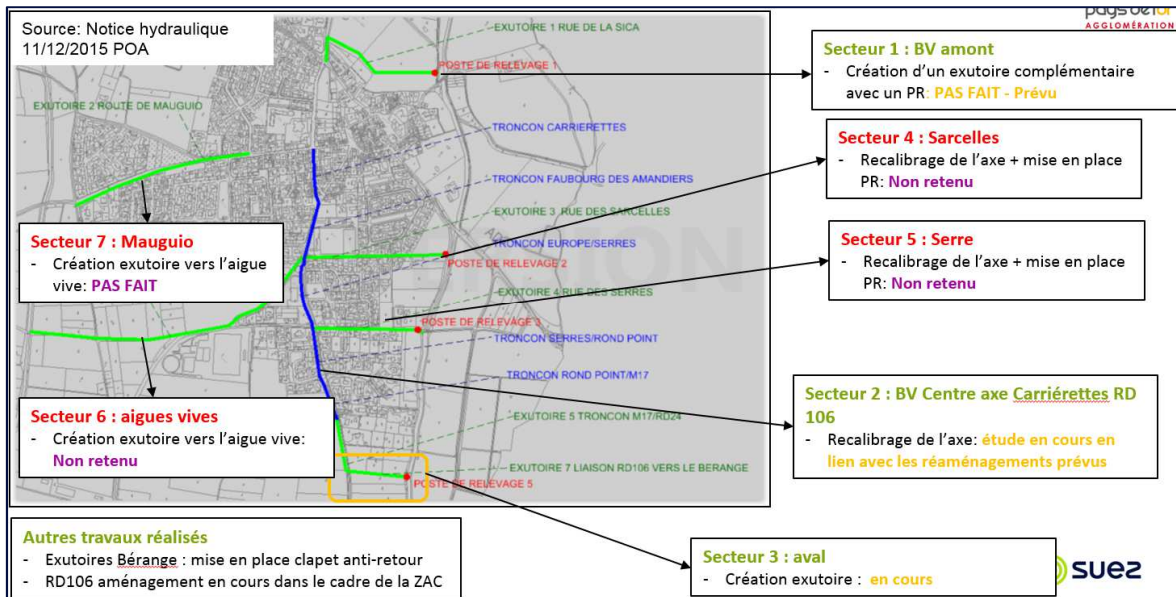 Source: Notice hydraulique
11/12/2015 POA
pays de l'or
AGGLOMÉRATION
EXUTOIRE 1 RUE DE LA SICA
POSTE DE RELEVAGE 1
EXUTOIRE 2 ROUTE DE MAUGUIO
TRONCON CARRIERETTES
TRONCON FAUBOURG DES AMANDIERS
EXUTOIRE 3 RUE DES SARCELLES
TRONCON EUROPE/SERRES
POSTE DE RELEVAGE 2
EXUTOIRE 4 RUE DES SERRES
POSTE DE RELEVAGE 3
TRONCON SERRES/ROND POINT
TRONCON ROND POINT/M17
EXUTOIRE 5 TRONCON M17/RD24
EXUTOIRE 7 LIAISON RD106 VERS LE BERANGE
POSTE DE RELEVAGE 5
Secteur 1 : BV amont
- Création d'un exutoire complémentaire
avec un PR: PAS FAIT - Prévu
Secteur 4 : Sarcelles
- Recalibrage de l'axe + mise en place
PR: Non retenu
Secteur 5 : Serre
- Recalibrage de l'axe + mise en place
PR: Non retenu
Secteur 7 : Mauguio
- Création exutoire vers l'aigue
vive: PAS FAIT
Secteur 6 : aigues vives
- Création exutoire vers l'aigue vive:
Non retenu
Secteur 2 : BV Centre axe Carriérettes RD
106
- Recalibrage de l'axe: étude en cours en
lien avec les réaménagements prévus
Autres travaux réalisés
- Exutoires Bérange : mise en place clapet anti-retour
- RD106 aménagement en cours dans le cadre de la ZAC
Secteur 3 : aval
- Création exutoire : en cours
suez